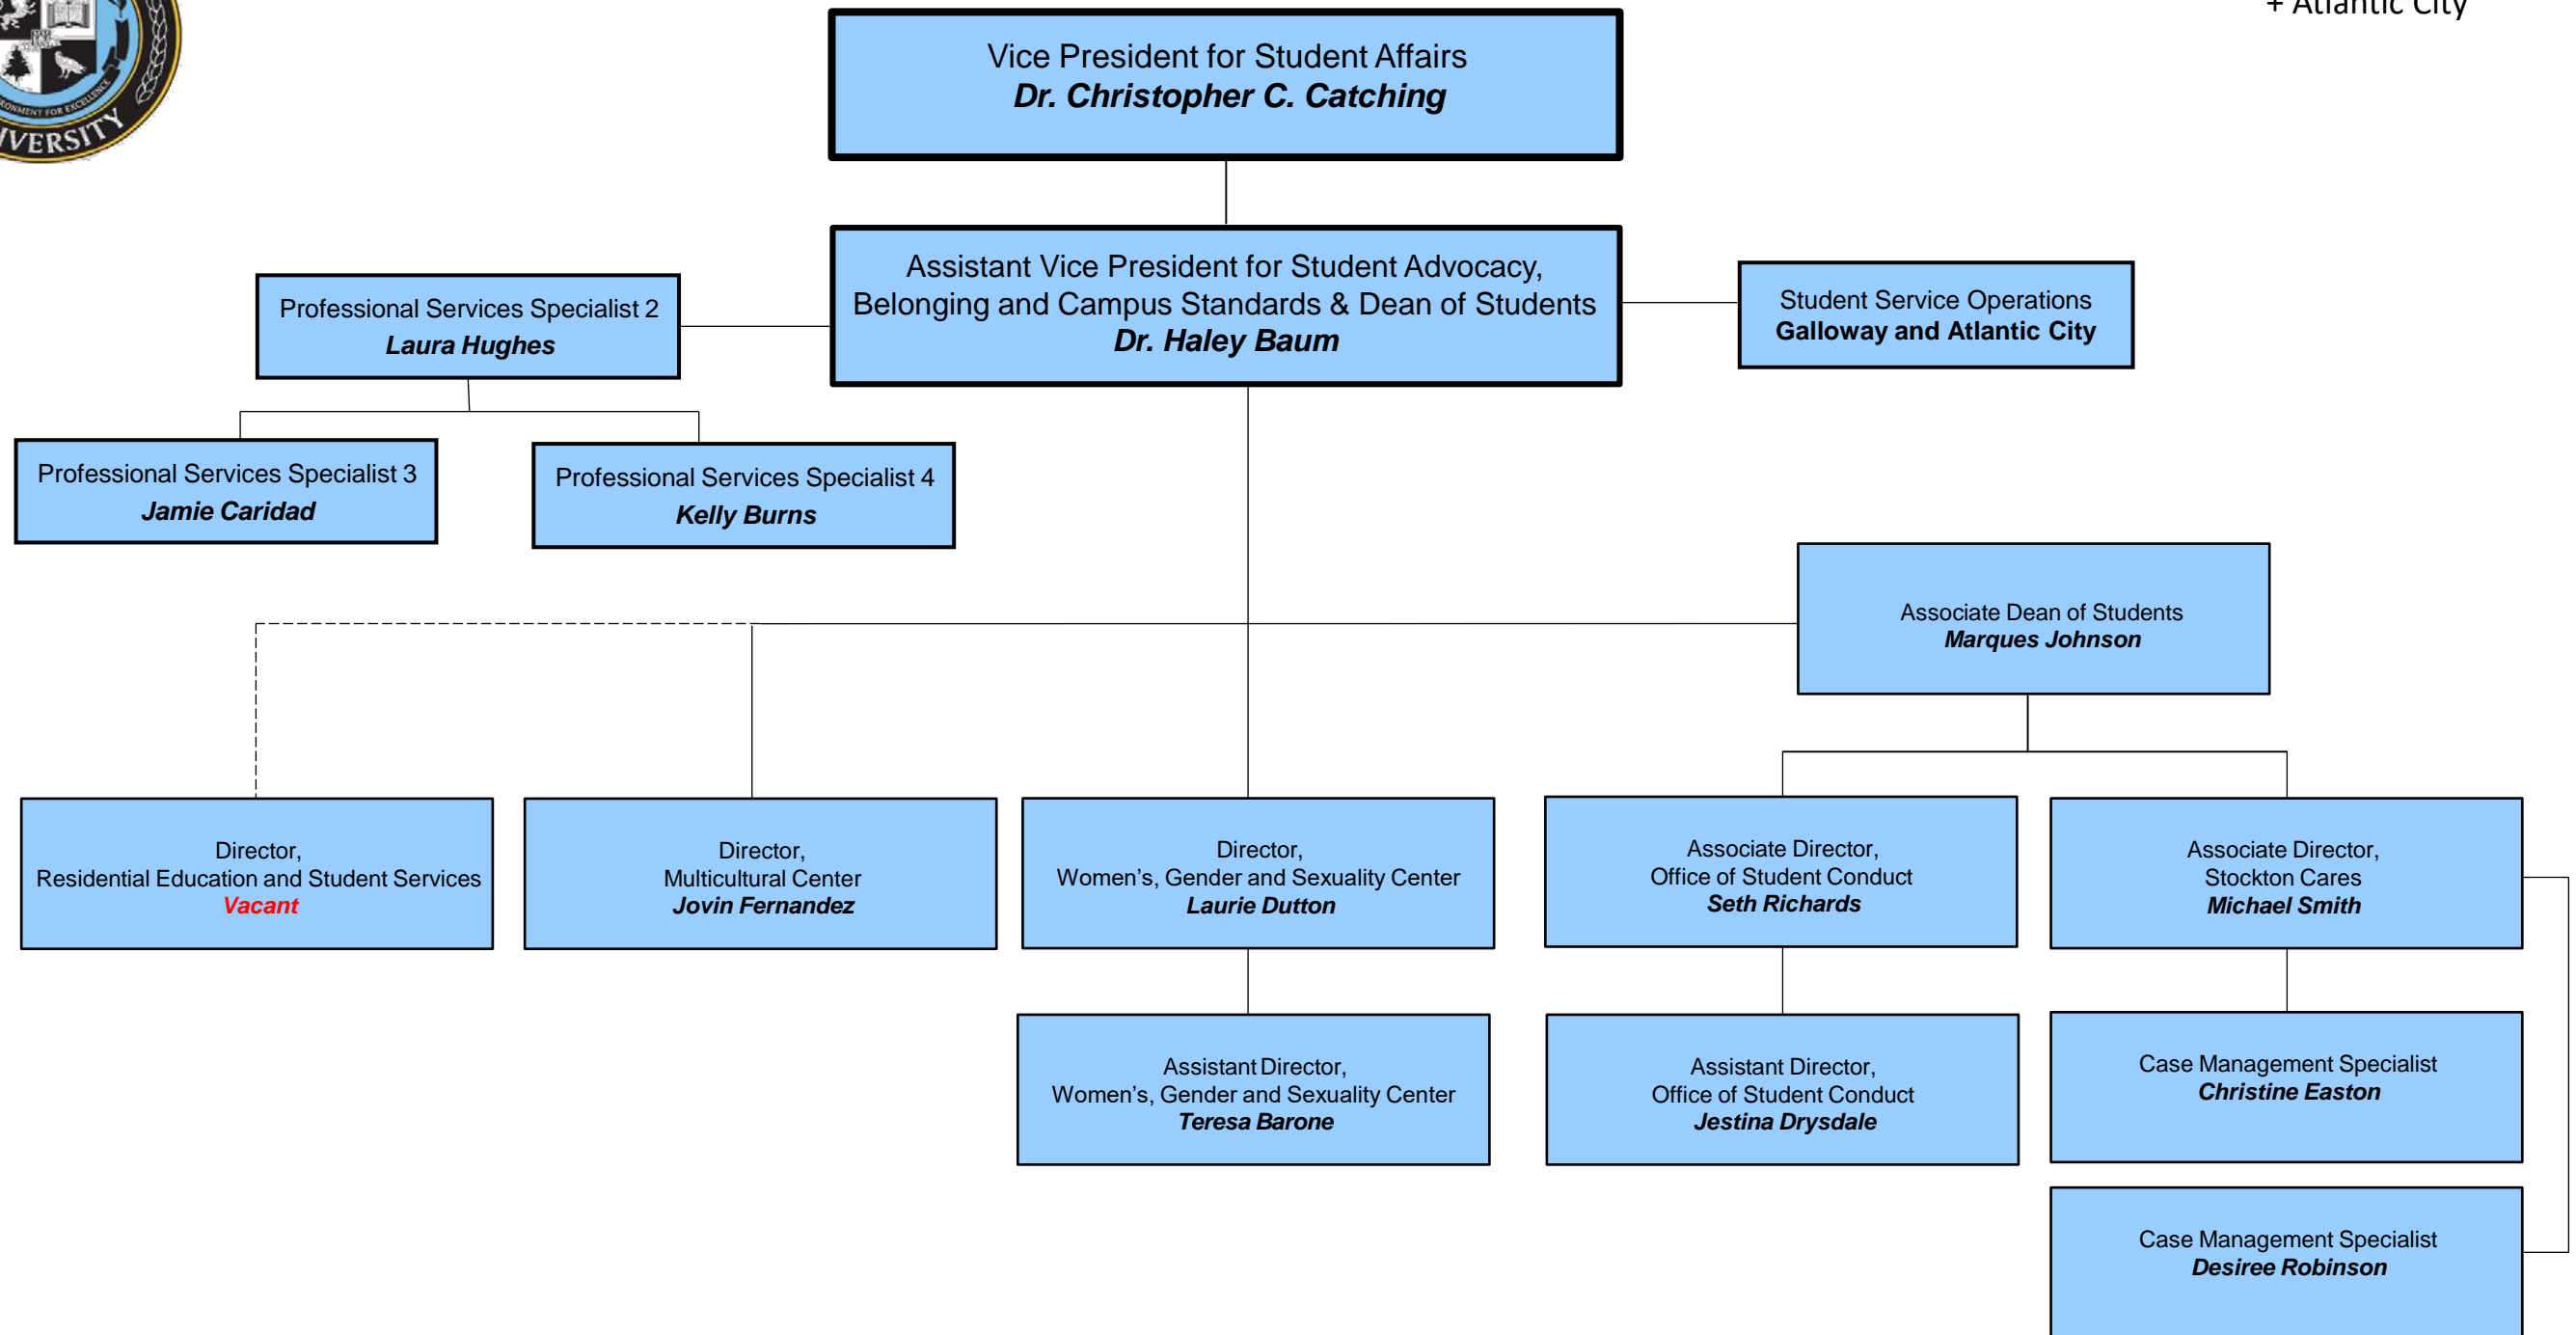 + Atlantic City
RONMENT FOR EXCELLENCE
IVERSITY
Vice President for Student Affairs
Dr. Christopher C. Catching
Assistant Vice President for Student Advocacy,
Belonging and Campus Standards & Dean of Students
Dr. Haley Baum
Professional Services Specialist 2
Laura Hughes
Student Service Operations
Galloway and Atlantic City
Professional Services Specialist 3
Jamie Caridad
Professional Services Specialist 4
Kelly Burns
Associate Dean of Students
Marques Johnson
Director,
Residential Education and Student Services
Vacant
Director,
Multicultural Center
Jovin Fernandez
Director,
Women's, Gender and Sexuality Center
Laurie Dutton
Associate Director,
Office of Student Conduct
Seth Richards
Associate Director,
Stockton Cares
Michael Smith
Assistant Director,
Women's, Gender and Sexuality Center
Teresa Barone
Assistant Director,
Office of Student Conduct
Jestina Drysdale
Case Management Specialist
Christine Easton
Case Management Specialist
Desiree Robinson